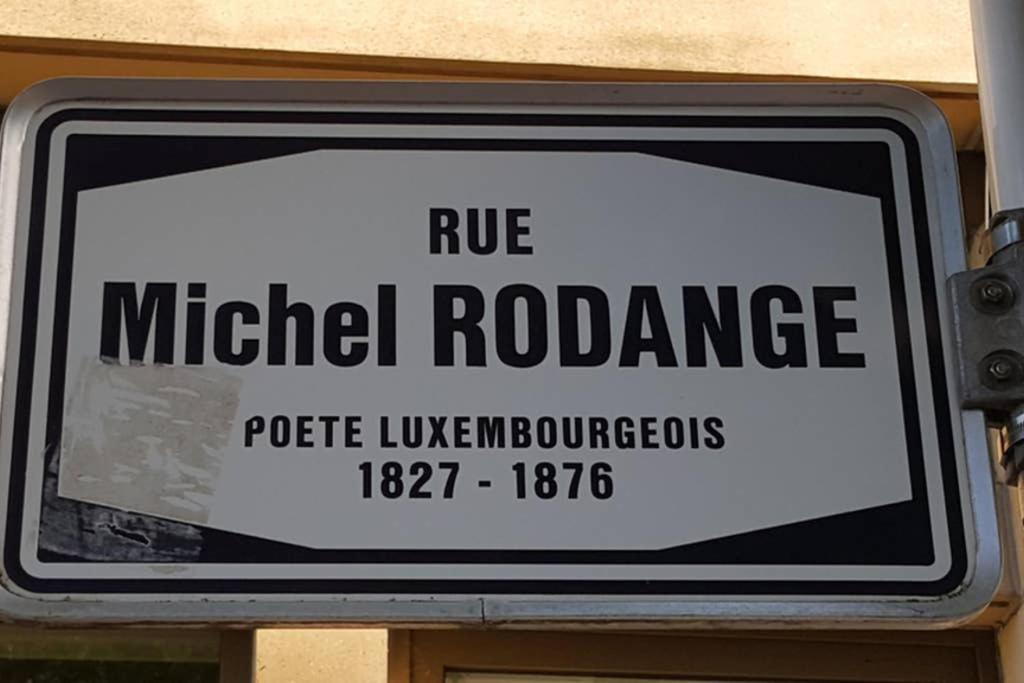 RUE
Michel RODANGE
POETE LUXEMBOURGEOIS
1827 - 1876